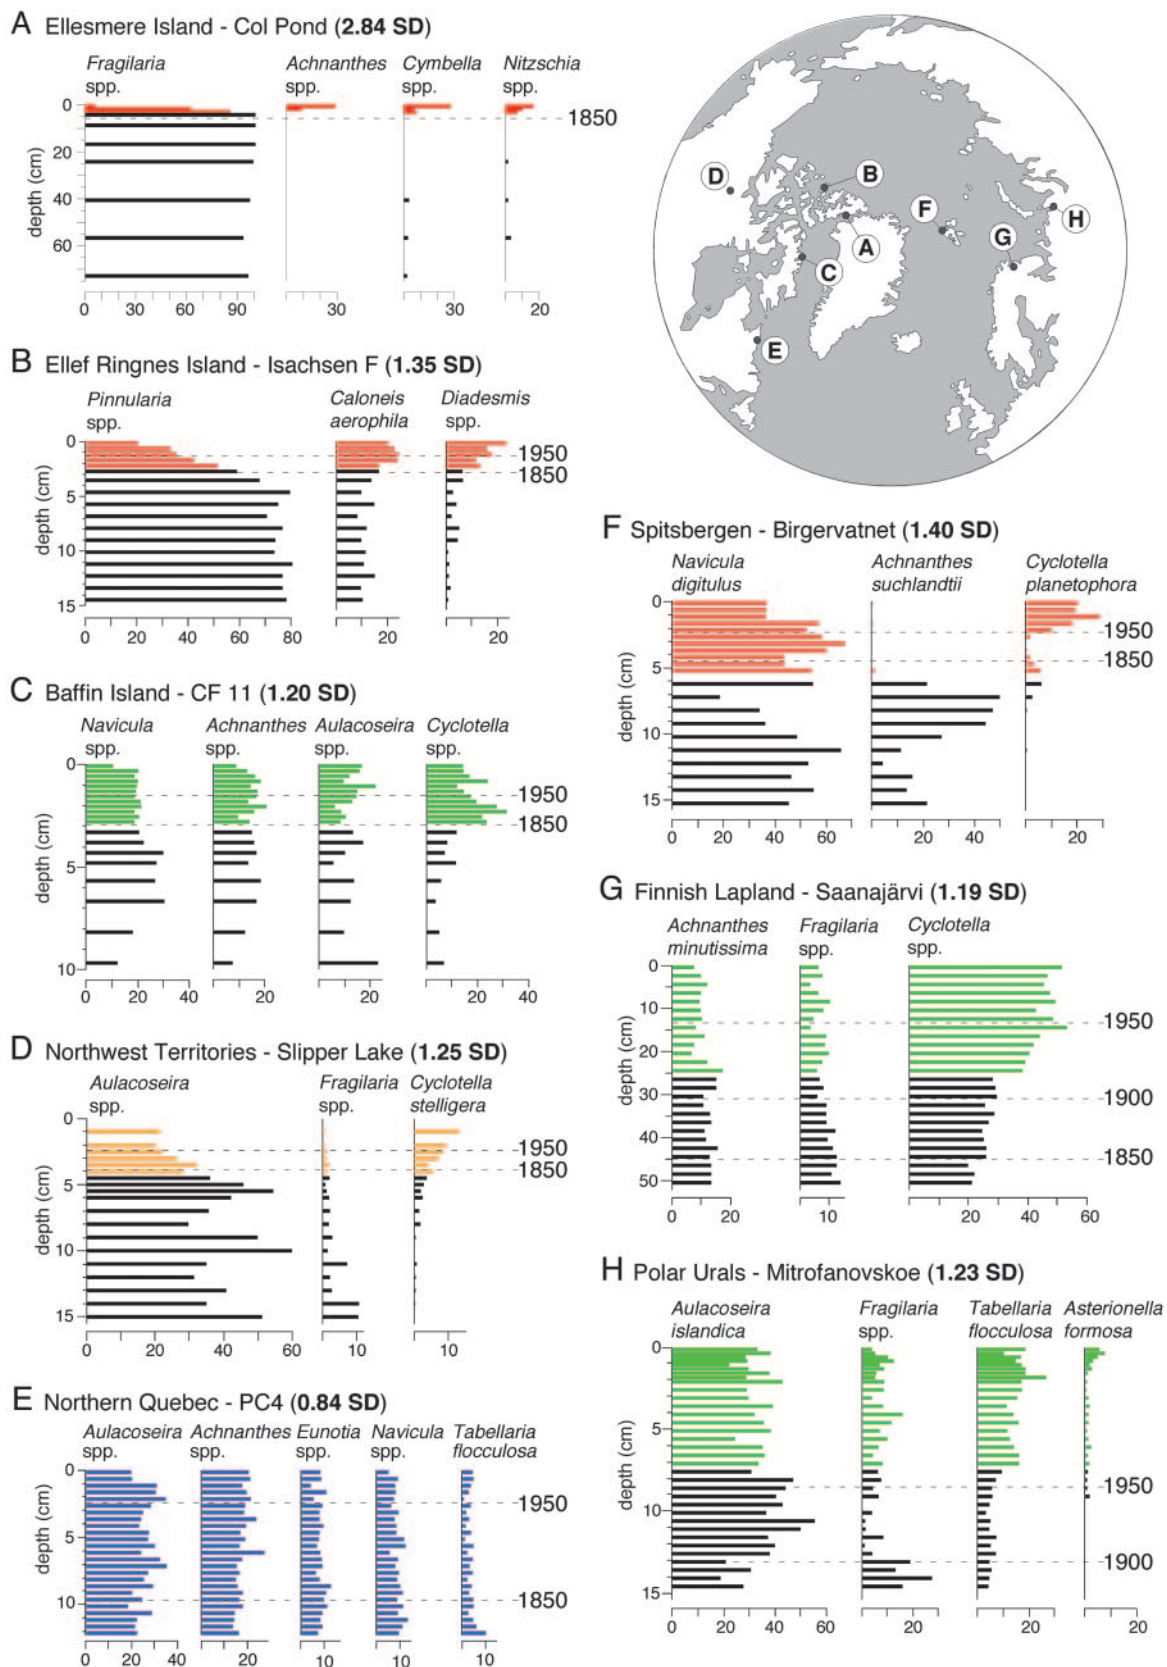 A Ellesmere Island - Col Pond (2.84 SD)
Fragilaria spp.
Achnanthes spp.
Cymbella spp.
Nitzschia spp.
0
20
40
60
depth (cm)
1850
0 30 60 90
30
30
20
B Ellef Ringnes Island - Isachsen F (1.35 SD)
Pinnularia spp.
Caloneis aerophila
Diadesmis spp.
0
5
10
15
depth (cm)
1950
1850
0 20 40 60 80
20
20
C Baffin Island - CF 11 (1.20 SD)
Navicula spp.
Achnanthes spp.
Aulacoseira spp.
Cyclotella spp.
0
5
10
depth (cm)
1950
1850
0 20 40
0 20
20
0 20 40
D Northwest Territories - Slipper Lake (1.25 SD)
Aulacoseira spp.
Fragilaria spp.
Cyclotella stelligera
0
5
10
15
depth (cm)
1950
1850
0 20 40 60
10
10
E Northern Quebec - PC4 (0.84 SD)
Aulacoseira spp.
Achnanthes spp.
Eunotia spp.
Navicula spp.
Tabellaria flocculosa
0
5
10
depth (cm)
1950
1850
0 20 40
0 20
10
10
10
A
B
C
D
E
F
G
H
F Spitsbergen - Birgervatnet (1.40 SD)
Navicula digitulus
Achnanthes suchlandtii
Cyclotella planetophora
0
5
10
15
depth (cm)
1950
1850
0 20 40 60
0 20 40
20
G Finnish Lapland - Saanajärvi (1.19 SD)
Achnanthes minutissima
Fragilaria spp.
Cyclotella spp.
0
10
20
30
40
50
depth (cm)
1950
1900
1850
0 20
10
0 20 40 60
H Polar Urals - Mitrofanovskoe (1.23 SD)
Aulacoseira islandica
Fragilaria spp.
Tabellaria flocculosa
Asterionella formosa
0
5
10
15
depth (cm)
1950
1900
0 20 40 60
20
20
0 20